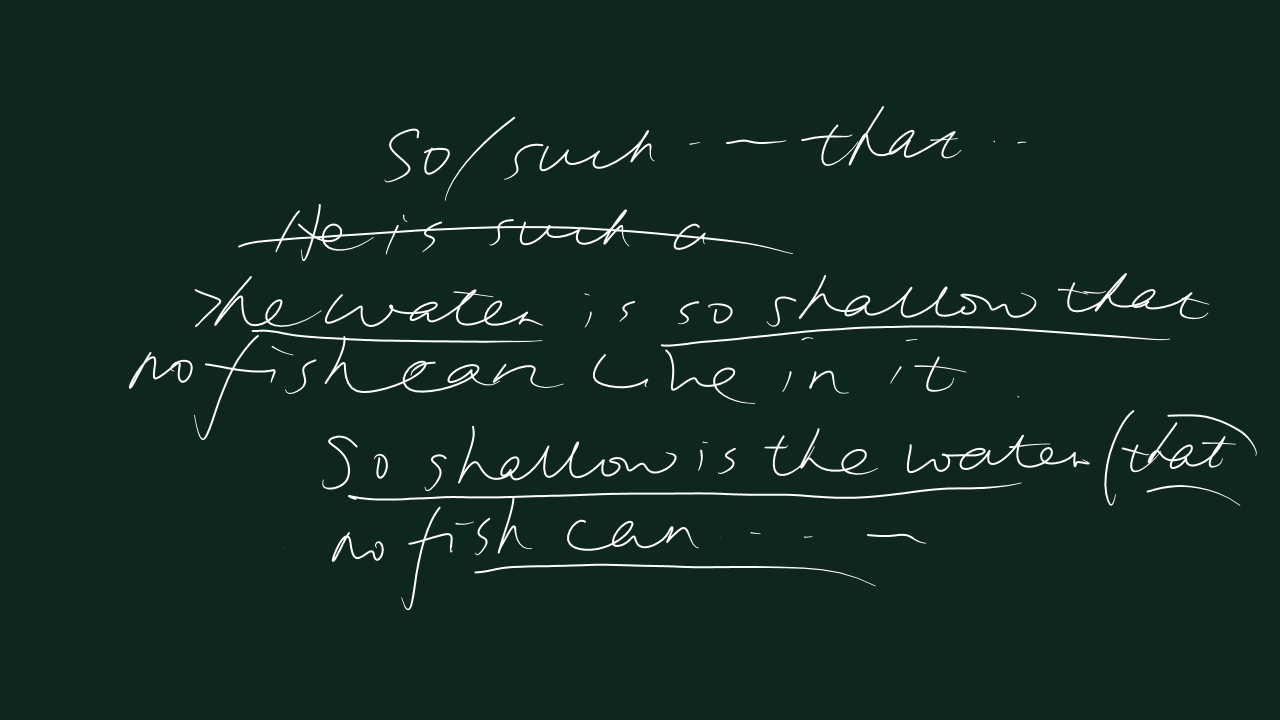 So/such ... that ...
He is such a
The water is so shallow that
no fish can live in it.
So shallow is the water (that
no fish can ....